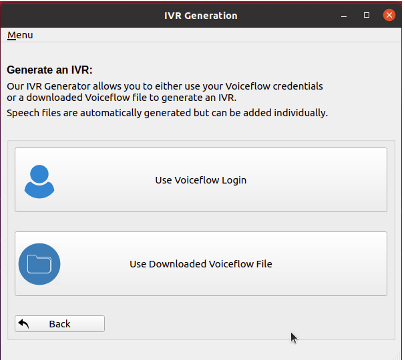 IVR Generation
Menu
Generate an IVR:
Our IVR Generator allows you to either use your Voiceflow credentials
or a downloaded Voiceflow file to generate an IVR.
Speech files are automatically generated but can be added individually.
Use Voiceflow Login
Use Downloaded Voiceflow File
Back